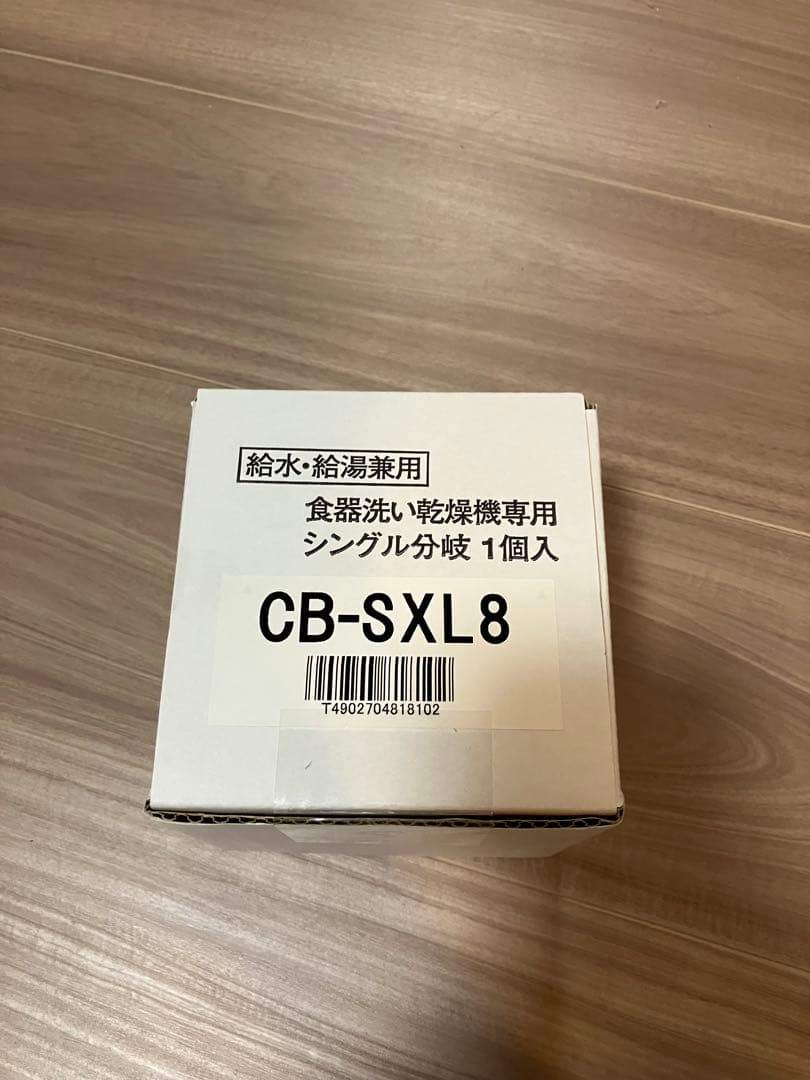 給水・給湯兼用
食器洗い乾燥機専用
シングル分岐 1個入
CB-SXL8
T4902704818102